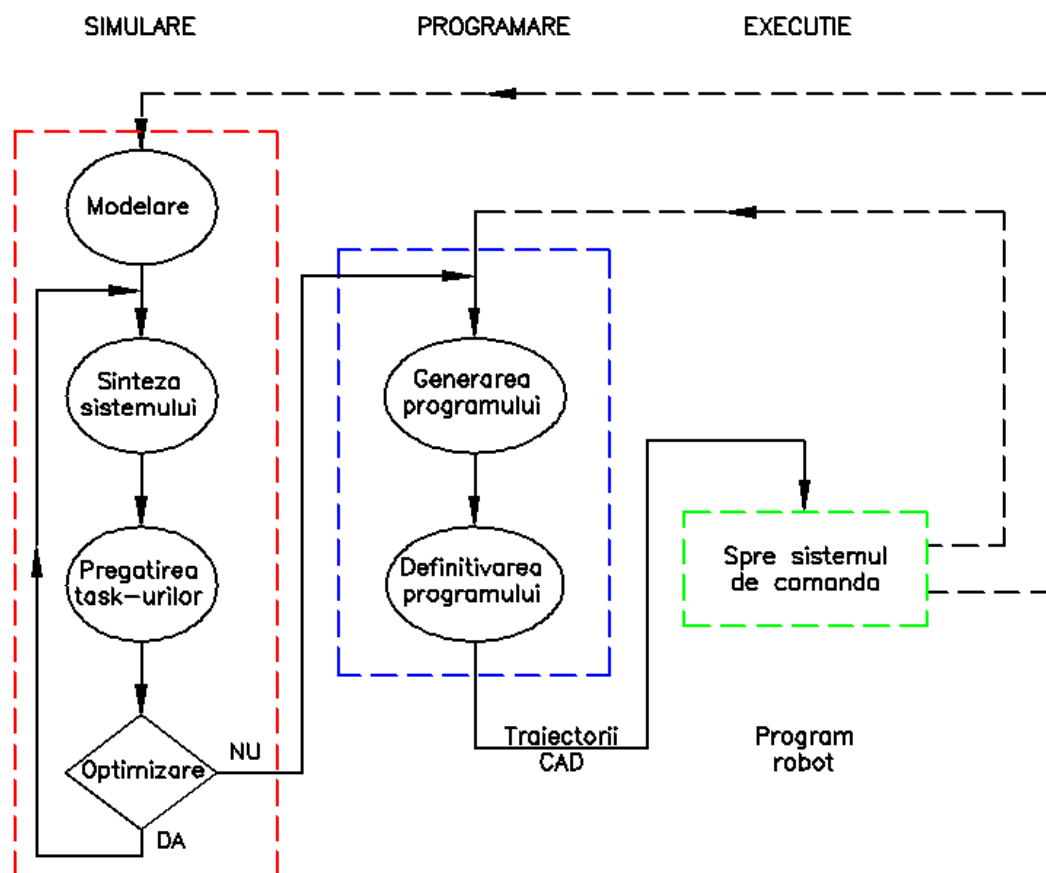 SIMULARE
PROGRAMARE
EXECUTIE
Modelare
Sinteza
sistemului
Pregatirea
task-urilor
Optimizare
NU
DA
Generarea
programului
Definitivarea
programului
Traiectorii
CAD
Spre sistemul
de comanda
Program
robot